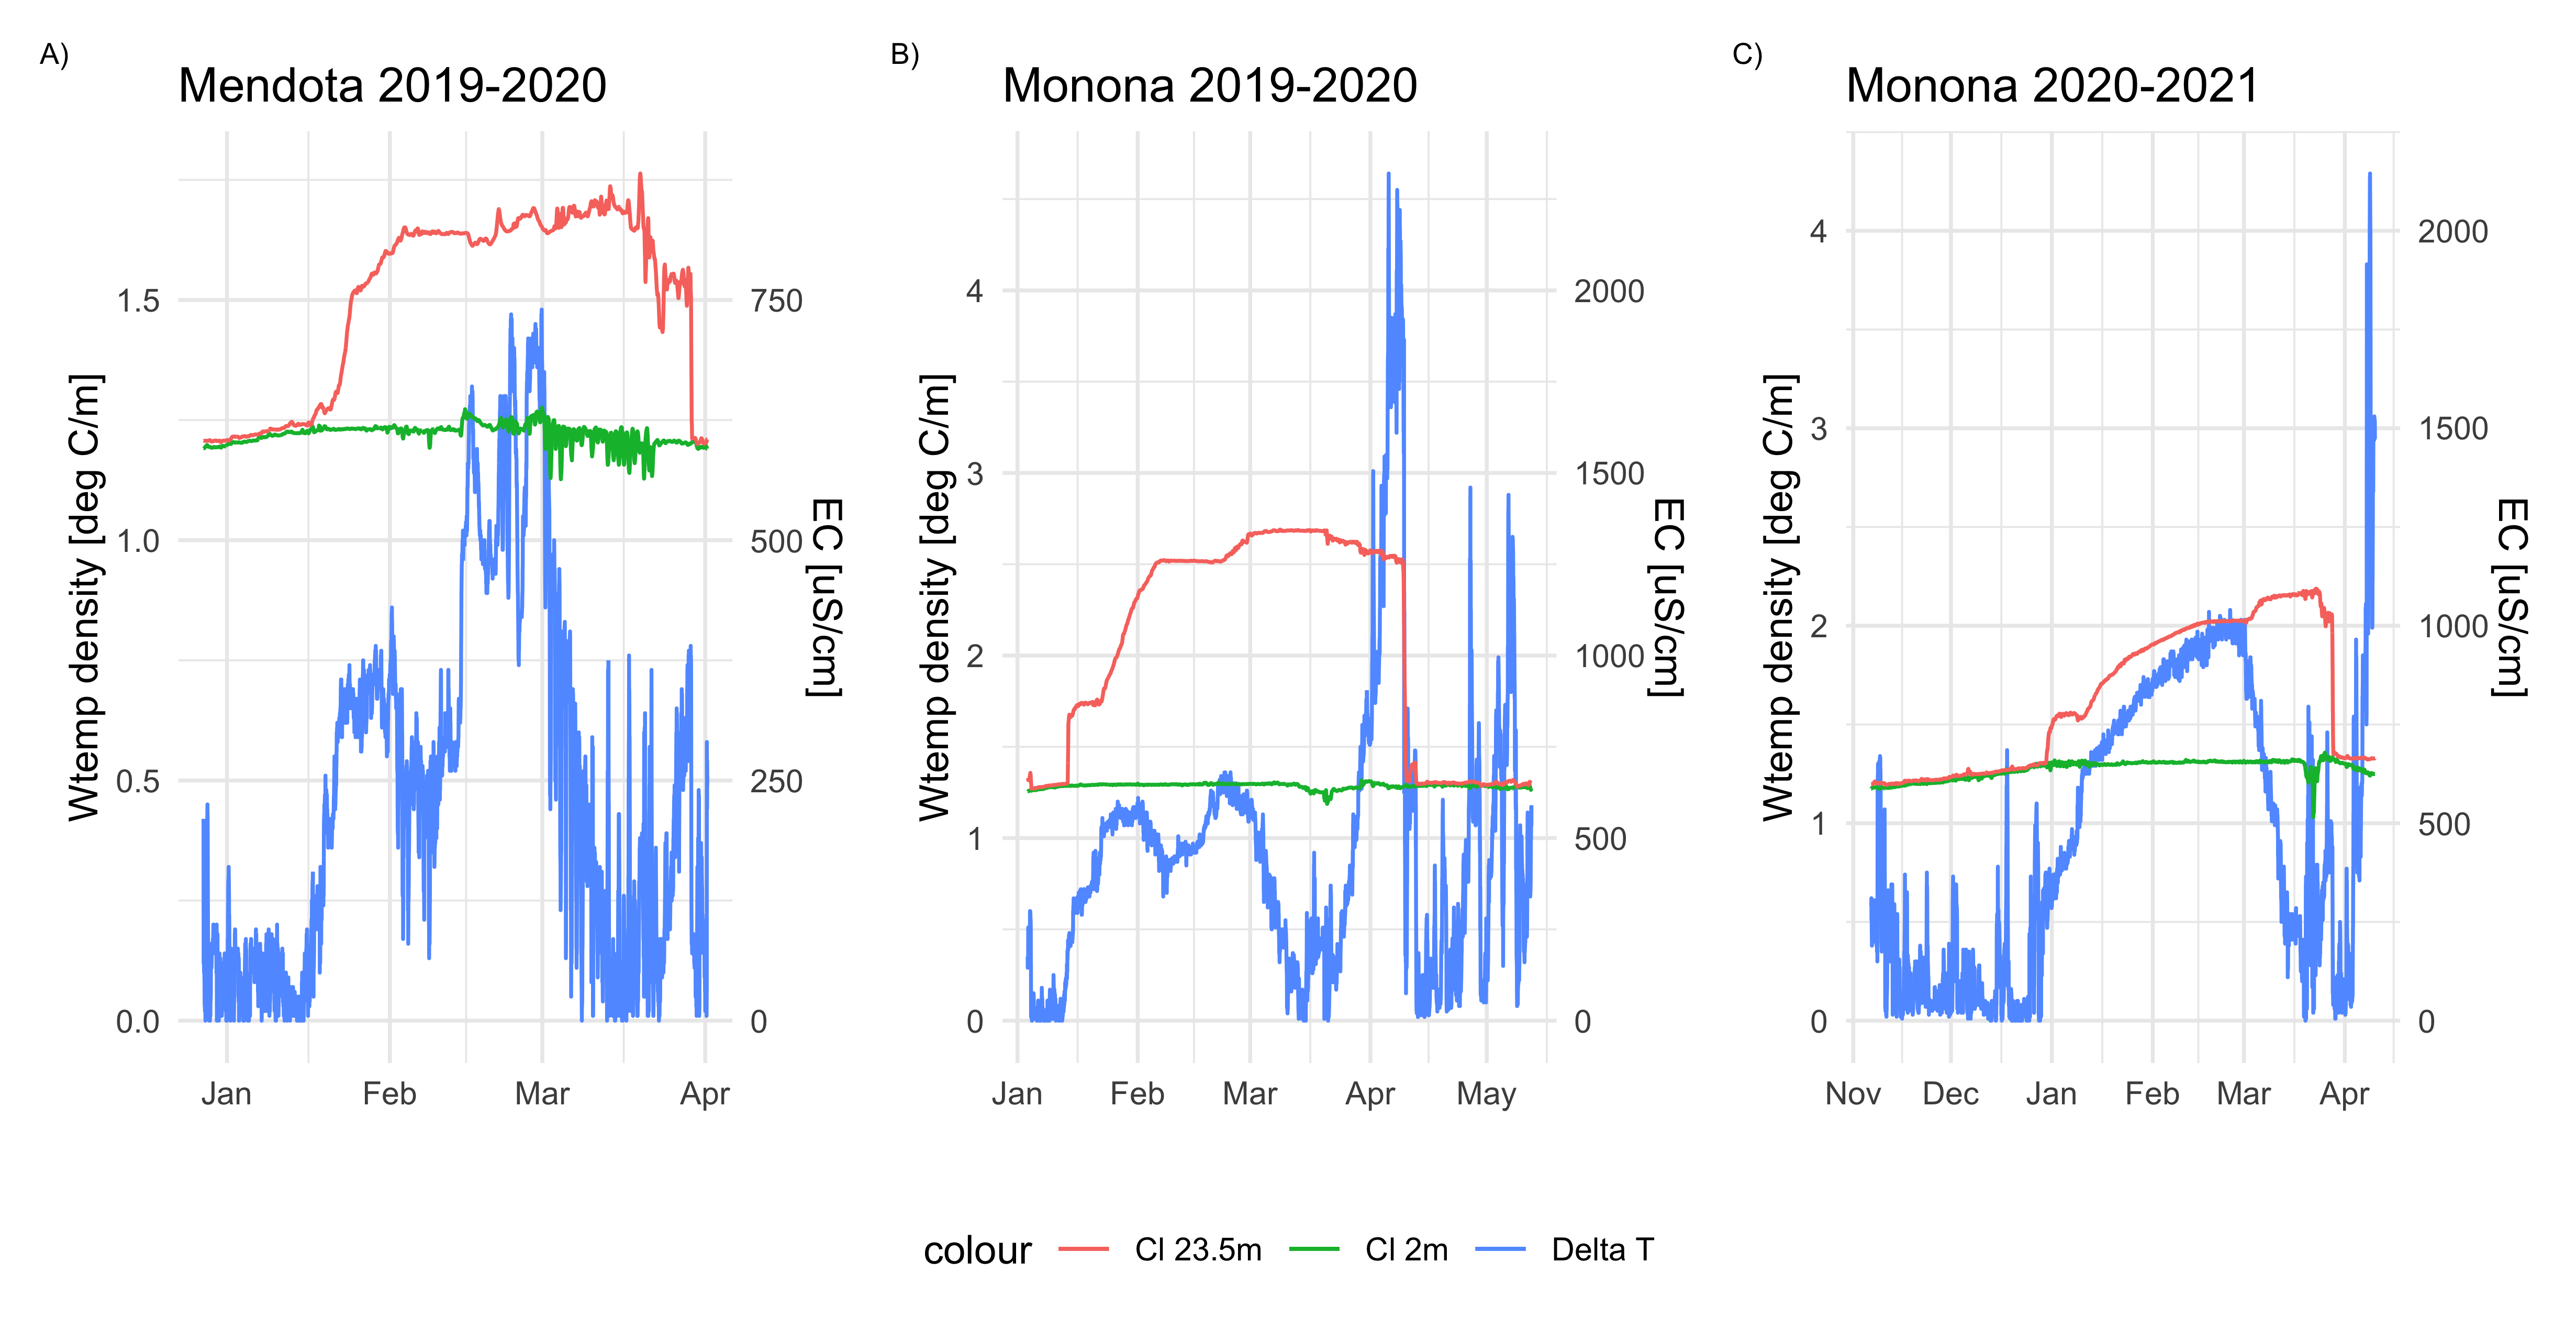 A)
Mendota 2019-2020
Wtemp density [deg C/m]
1.5
1.0
0.5
0.0
750
500
250
0
EC [uS/cm]
Jan Feb Mar Apr
B)
Monona 2019-2020
Wtemp density [deg C/m]
4
3
2
1
0
2000
1500
1000
500
0
EC [uS/cm]
Jan Feb Mar Apr May
C)
Monona 2020-2021
Wtemp density [deg C/m]
4
3
2
1
0
2000
1500
1000
500
0
EC [uS/cm]
Nov Dec Jan Feb Mar Apr
colour Cl 23.5m Cl 2m Delta T